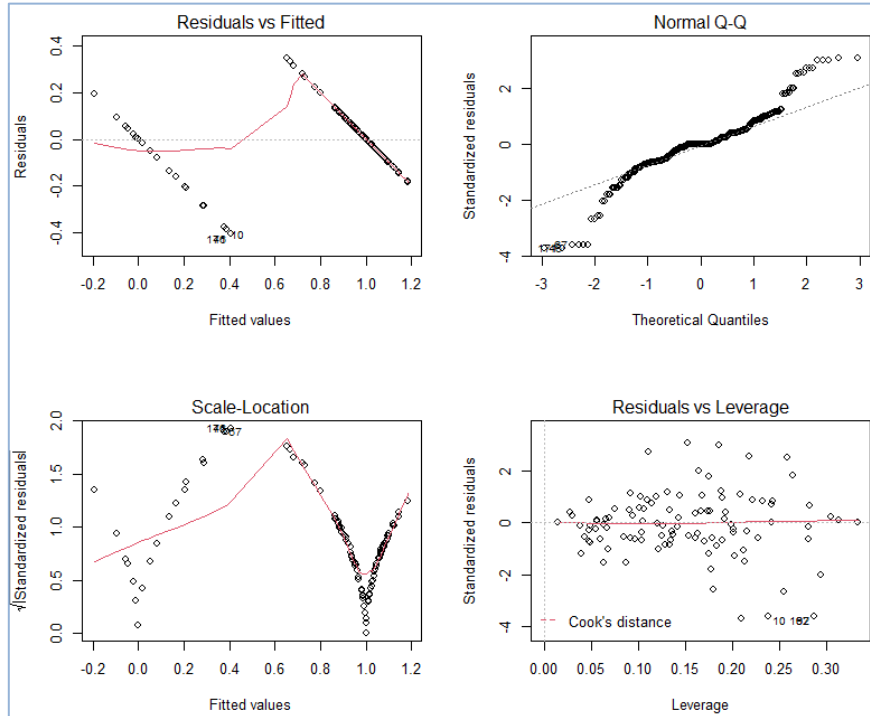 Residuals vs Fitted
Residuals
0.4
0.2
0.0
-0.2
-0.4
10
-0.2 0.0 0.2 0.4 0.6 0.8 1.0 1.2
Fitted values
Normal Q-Q
Standardized residuals
2
0
-2
-4
-3 -2 -1 0 1 2 3
Theoretical Quantiles
Scale-Location
√|Standardized residuals|
2.0
1.5
1.0
0.5
0.0
-0.2 0.0 0.2 0.4 0.6 0.8 1.0 1.2
Fitted values
Residuals vs Leverage
Standardized residuals
2
0
-2
-4
Cook's distance
10
0.00 0.05 0.10 0.15 0.20 0.25 0.30
Leverage